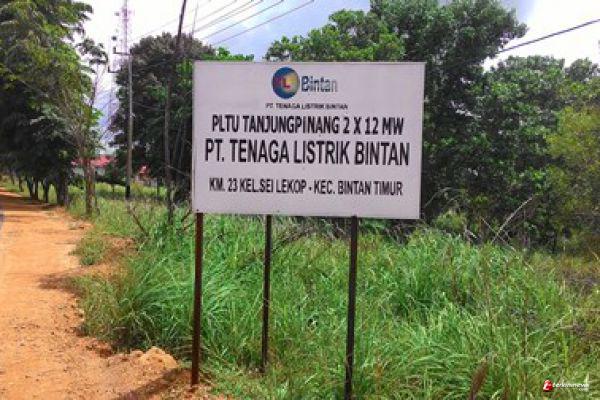 Bintan
PT. TENAGA LISTRIK BINTAN
PLTU TANJUNGPINANG 2 X 12 MW
PT. TENAGA LISTRIK BINTAN
KM. 23 KEL.SEI LEKOP - KEC. BINTAN TIMUR